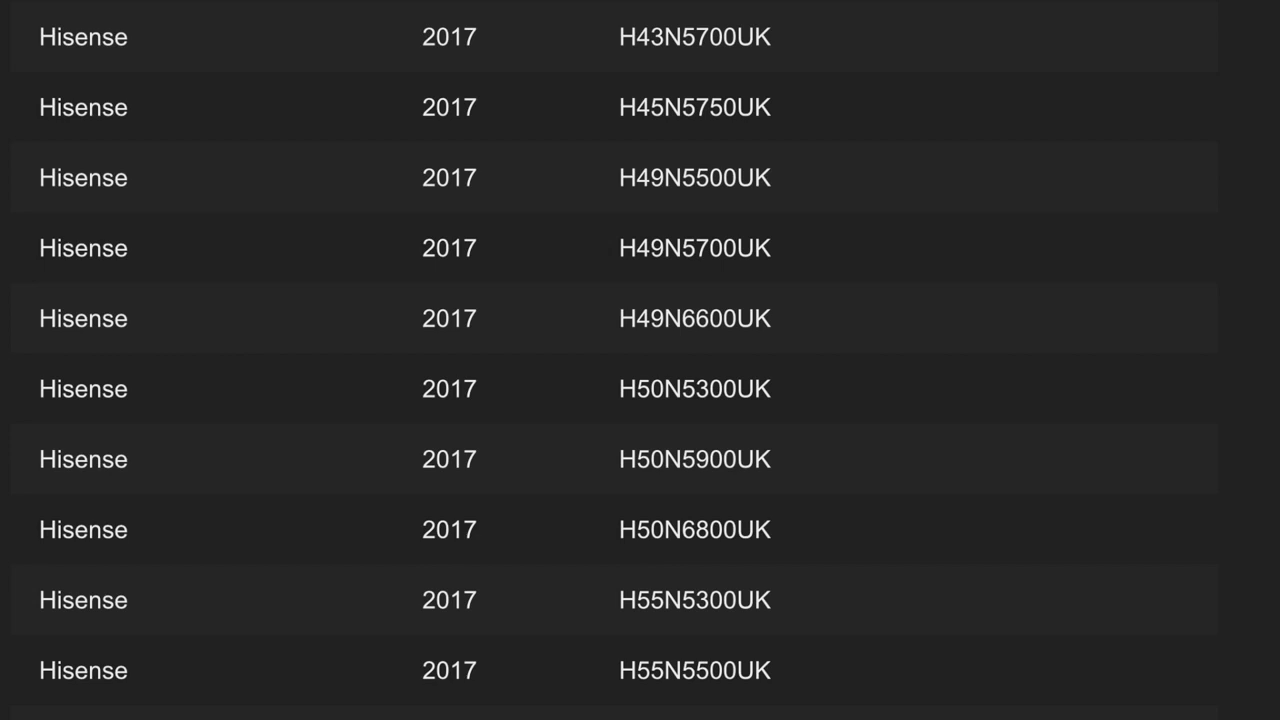 Hisense 2017 H43N5700UK
Hisense 2017 H45N5750UK
Hisense 2017 H49N5500UK
Hisense 2017 H49N5700UK
Hisense 2017 H49N6600UK
Hisense 2017 H50N5300UK
Hisense 2017 H50N5900UK
Hisense 2017 H50N6800UK
Hisense 2017 H55N5300UK
Hisense 2017 H55N5500UK